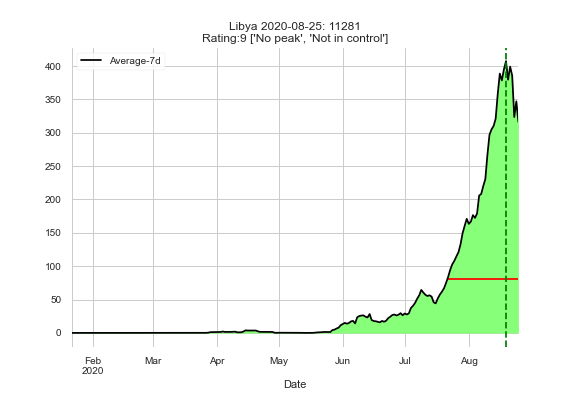 Libya 2020-08-25: 11281
Rating:9 ['No peak', 'Not in control']
Average-7d
400
350
300
250
200
150
100
50
0
Feb
2020
Mar
Apr
May
Jun
Jul
Aug
Date